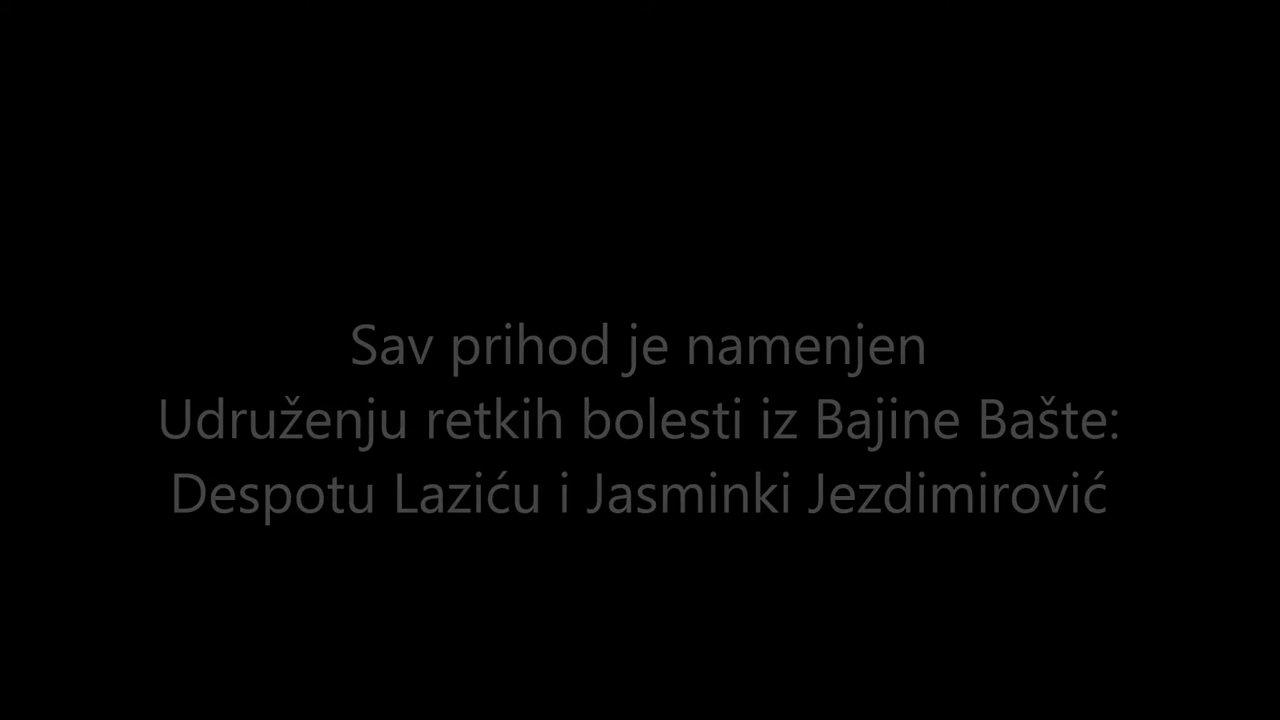 Sav prihod je namenjen
Udruženju retkih bolesti iz Bajine Bašte:
Despotu Laziću i Jasminki Jezdimirović